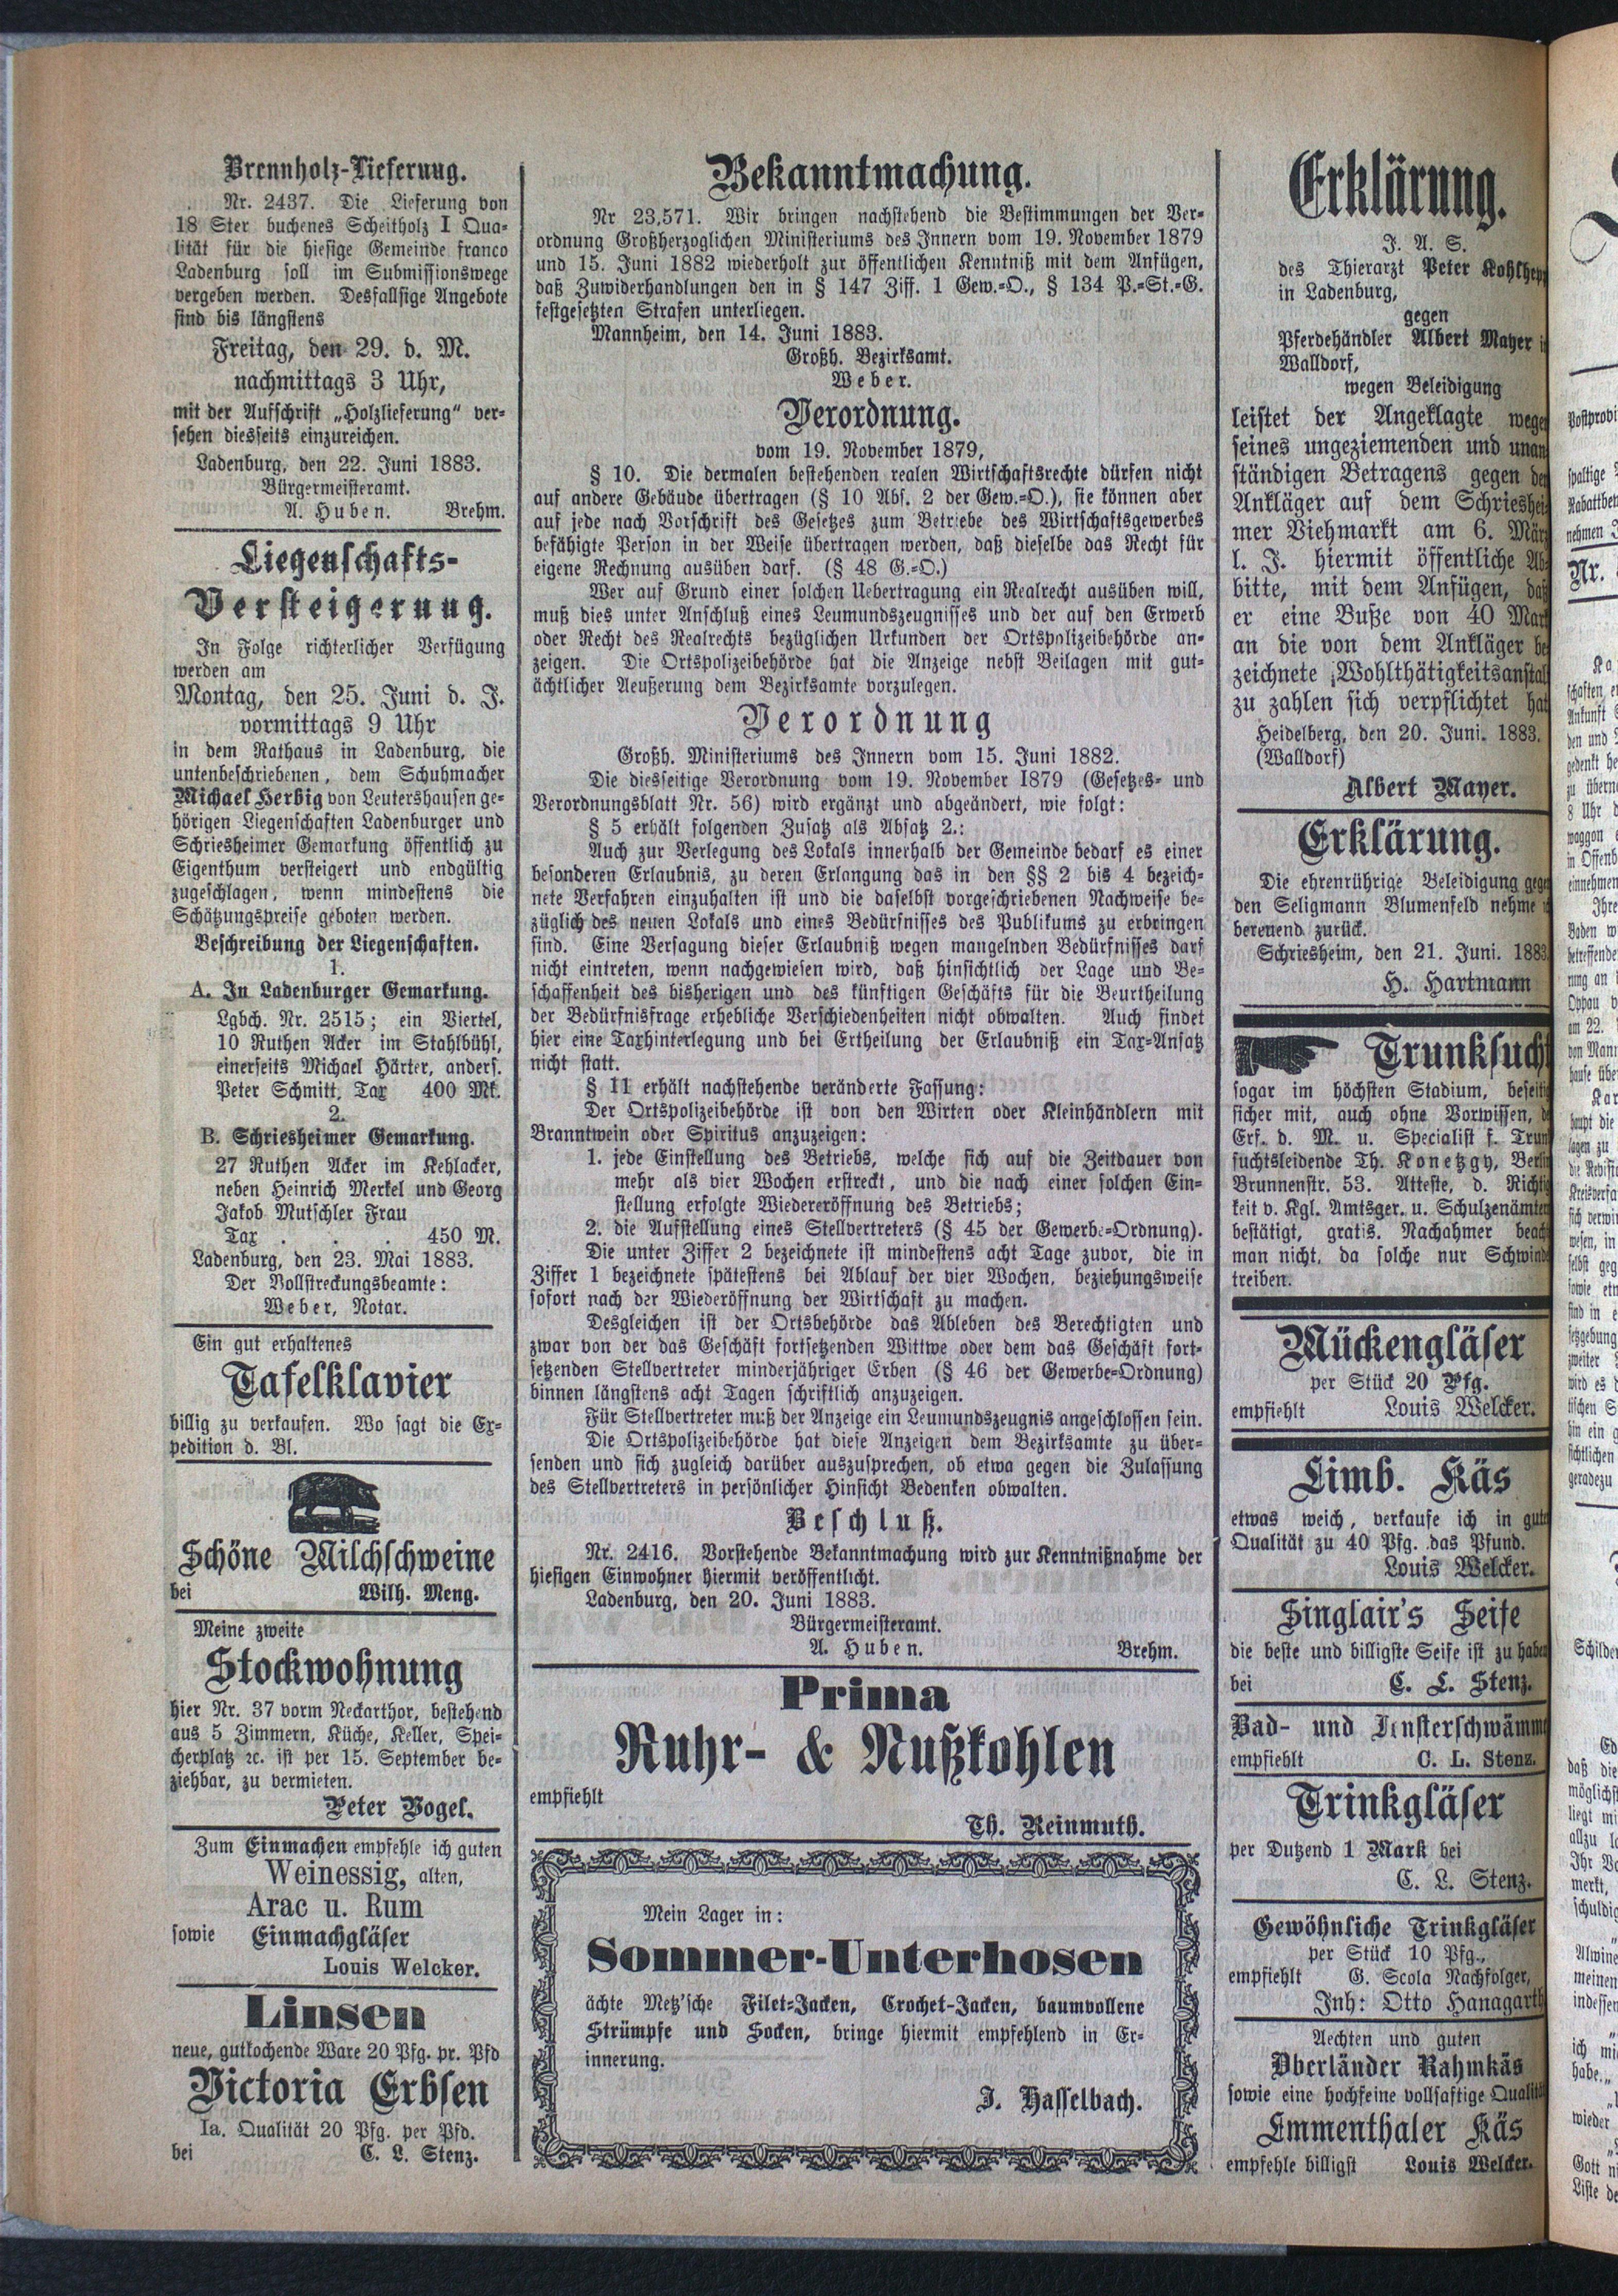 Brennholz-Lieferung.
Nr. 2437. Die Lieferung von
18 Ster buchenes Scheitholz I Qua-
lität für die hiesige Gemeinde franco
Ladenburg soll im Submissionswege
vergeben werden. Desfallsige Angebote
sind bis längstens
Freitag, den 29. d. M.
nachmittags 3 Uhr,
mit der Aufschrift „Holzlieferung“ ver-
sehen diesseits einzureichen.
Ladenburg, den 22. Juni 1883.
Bürgermeisteramt.
A. Huben. Brehm.
Liegenschafts-
Versteigerung.
In Folge richterlicher Verfügung
werden am
Montag, den 25. Juni d. J.
vormittags 9 Uhr
in dem Rathaus in Ladenburg, die
untenbeschriebenen, dem Schuhmacher
Michael Herbig von Leutershausen ge-
hörigen Liegenschaften Ladenburger und
Schriesheimer Gemarkung öffentlich zu
Eigenthum versteigert und endgültig
zugeschlagen, wenn mindestens die
Schätzungspreise geboten werden.
Beschreibung der Liegenschaften.
1.
A. In Ladenburger Gemarkung.
Lgbch. Nr. 2515; ein Viertel,
10 Ruthen Acker im Stahlbühl,
einerseits Michael Härter, anders.
Peter Schmitt, Tax 400 Mk.
2.
B. Schriesheimer Gemarkung.
27 Ruthen Acker im Kehlacker,
neben Heinrich Merkel und Georg
Jakob Mutschler Frau
Tax . . . 450 M.
Ladenburg, den 23. Mai 1883.
Der Vollstreckungsbeamte:
Weber, Notar.
Ein gut erhaltenes
Tafelklavier
billig zu verkaufen. Wo sagt die Ex-
pedition d. Bl.
Schöne Milchschweine
bei Wilh. Meng.
Meine zweite
Stockwohnung
hier Nr. 37 vorm Neckarthor, bestehend
aus 5 Zimmern, Küche, Keller, Spei-
cherplatz ꝛc. ist per 15. September be-
ziehbar, zu vermieten.
Peter Vogel.
Zum Einmachen empfehle ich guten
Weinessig, alten,
Arac u. Rum
sowie Einmachgläser
Louis Welcker.
Linsen
neue, gutkochende Ware 20 Pfg. pr. Pfd
Victoria Erbsen
Ia. Qualität 20 Pfg. per Pfd.
bei C. L. Stenz.
Bekanntmachung.
Nr 23,571. Wir bringen nachstehend die Bestimmungen der Ver-
ordnung Großherzoglichen Ministeriums des Innern vom 19. November 1879
und 15. Juni 1882 wiederholt zur öffentlichen Kenntniß mit dem Anfügen,
daß Zuwiderhandlungen den in § 147 Ziff. 1 Gew.-O., § 134 P.-St.-G.
festgesetzten Strafen unterliegen.
Mannheim, den 14. Juni 1883.
Großh. Bezirksamt.
Weber.
Verordnung.
vom 19. November 1879,
§ 10. Die dermalen bestehenden realen Wirtschaftsrechte dürfen nicht
auf andere Gebäude übertragen (§ 10 Abs. 2 der Gew.-O.), sie können aber
auf jede nach Vorschrift des Gesetzes zum Betriebe des Wirtschaftsgewerbes
befähigte Person in der Weise übertragen werden, daß dieselbe das Recht für
eigene Rechnung ausüben darf. (§ 48 G.-O.)
Wer auf Grund einer solchen Uebertragung ein Realrecht ausüben will,
muß dies unter Anschluß eines Leumundszeugnisses und der auf den Erwerb
oder Recht des Realrechts bezüglichen Urkunden der Ortspolizeibehörde an-
zeigen. Die Ortspolizeibehörde hat die Anzeige nebst Beilagen mit gut-
ächtlicher Aeußerung dem Bezirksamte vorzulegen.
Verordnung
Großh. Ministeriums des Innern vom 15. Juni 1882.
Die diesseitige Verordnung vom 19. November 1879 (Gesetzes- und
Verordnungsblatt Nr. 56) wird ergänzt und abgeändert, wie folgt:
§ 5 erhält folgenden Zusatz als Absatz 2.:
Auch zur Verlegung des Lokals innerhalb der Gemeinde bedarf es einer
besonderen Erlaubnis, zu deren Erlangung das in den §§ 2 bis 4 bezeich-
nete Verfahren einzuhalten ist und die daselbst vorgeschriebenen Nachweise be-
züglich des neuen Lokals und eines Bedürfnisses des Publikums zu erbringen
sind. Eine Versagung dieser Erlaubniß wegen mangelnden Bedürfnisses darf
nicht eintreten, wenn nachgewiesen wird, daß hinsichtlich der Lage und Be-
schaffenheit des bisherigen und des künftigen Geschäfts für die Beurtheilung
der Bedürfnisfrage erhebliche Verschiedenheiten nicht obwalten. Auch findet
hier eine Taxhinterlegung und bei Ertheilung der Erlaubniß ein Tax-Ansatz
nicht statt.
§ 11 erhält nachstehende veränderte Fassung:
Der Ortspolizeibehörde ist von den Wirten oder Kleinhändlern mit
Branntwein oder Spiritus anzuzeigen:
1. jede Einstellung des Betriebs, welche sich auf die Zeitdauer von
mehr als vier Wochen erstreckt, und die nach einer solchen Ein-
stellung erfolgte Wiedereröffnung des Betriebs;
2. die Aufstellung eines Stellvertreters (§ 45 der Gewerbe-Ordnung).
Die unter Ziffer 2 bezeichnete ist mindestens acht Tage zuvor, die in
Ziffer 1 bezeichnete spätestens bei Ablauf der vier Wochen, beziehungsweise
sofort nach der Wiederöffnung der Wirtschaft zu machen.
Desgleichen ist der Ortsbehörde das Ableben des Berechtigten und
zwar von der das Geschäft fortsetzenden Wittwe oder dem das Geschäft fort-
setzenden Stellvertreter minderjähriger Erben (§ 46 der Gewerbe-Ordnung)
binnen längstens acht Tagen schriftlich anzuzeigen.
Für Stellvertreter muß der Anzeige ein Leumundszeugnis angeschlossen sein.
Die Ortspolizeibehörde hat diese Anzeigen dem Bezirksamte zu über-
senden und sich zugleich darüber auszusprechen, ob etwa gegen die Zulassung
des Stellvertreters in persönlicher Hinsicht Bedenken obwalten.
Beschluß.
Nr. 2416. Vorstehende Bekanntmachung wird zur Kenntnißnahme der
hiesigen Einwohner hiermit veröffentlicht.
Ladenburg, den 20. Juni 1883.
Bürgermeisteramt.
A. Huben. Brehm.
Prima
Ruhr- & Nußkohlen
empfiehlt
Th. Reinmuth.
Mein Lager in:
Sommer-Unterhosen
ächte Metz'sche Filet-Jacken, Crochet-Jacken, baumvollene
Strümpfe und Socken, bringe hiermit empfehlend in Er-
innerung.
J. Hasselbach.
Erklärung.
J. A. S.
des Thierarzt Peter Kohlhepp
in Ladenburg,
gegen
Pferdehändler Albert Mayer i
Walldorf,
wegen Beleidigung
leistet der Angeklagte wege
seines ungeziemenden und unan
ständigen Betragens gegen den
Ankläger auf dem Schrieshei-
mer Viehmarkt am 6. März
l. J. hiermit öffentliche Ab-
bitte, mit dem Anfügen, daß
er eine Buße von 40 Mark
an die von dem Ankläger be
zeichnete Wohlthätigkeitsanstal
zu zahlen sich verpflichtet hat
Heidelberg, den 20. Juni. 1883.
(Walldorf)
Albert Mayer.
Erklärung.
Die ehrenrührige Beleidigung gege
den Seligmann Blumenfeld nehme
bereuend zurück.
Schriesheim, den 21. Juni. 1883
H. Hartmann
Trunksucht
sogar im höchsten Stadium, beseitig
sicher mit, auch ohne Vorwissen, d
Erf. d. M. u. Specialist f. Trun
suchtsleidende Th. Konetzgy, Berlin
Brunnenstr. 53. Atteste, d. Richtig
keit v. Kgl. Amtsger. u. Schulzenämtern
bestätigt, gratis. Nachahmer beach
man nicht, da solche nur Schwinde
treiben.
Mückengläser
per Stück 20 Pfg.
empfiehlt Louis Welcker.
Limb. Käs
etwas weich, verkaufe ich in gute
Qualität zu 40 Pfg. das Pfund.
Louis Welcker.
Singlair's Seife
die beste und billigste Seife ist zu haben
bei C. L. Stenz.
Bad- und Fensterschwämme
empfiehlt C. L. Stenz.
Trinkgläser
per Dutzend 1 Mark bei
C. L. Stenz.
Gewöhnliche Trinkgläser
per Stück 10 Pfg.,
empfiehlt G. Scola Nachfolger,
Inh: Otto Hanagarth
Aechten und guten
Oberländer Rahmkäs
sowie eine hochfeine vollsaftige Qualität
Emmenthaler Käs
empfehle billigst Louis Welcker.